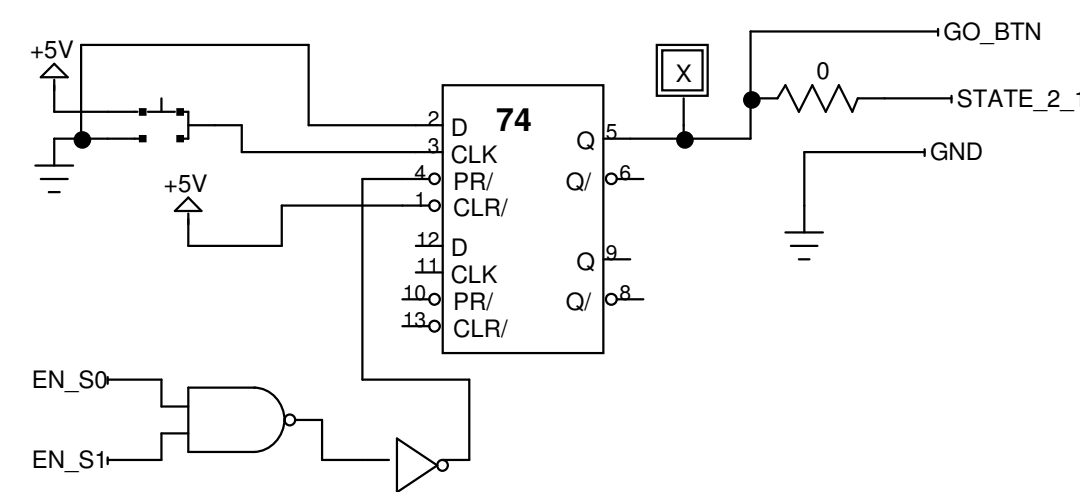 GO_BTN
+5V
X
0
STATE_2_1
74
2 D
Q 5
3 CLK
GND
4 PR/
Q/ 6
+5V
1 CLR/
12 D
Q 9
11 CLK
10 PR/
Q/ 8
13 CLR/
EN_S0
EN_S1